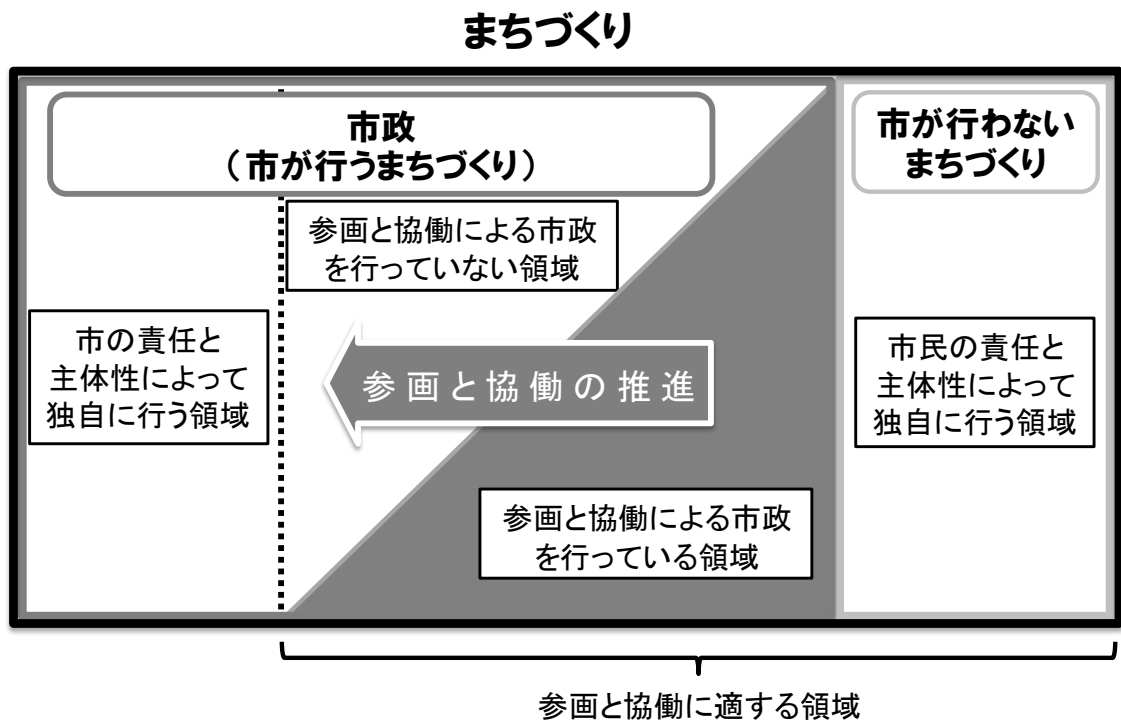 まちづくり
市政
（市が行うまちづくり）
市が行わない
まちづくり
参画と協働による市政
を行っていない領域
市の責任と
主体性によって
独自に行う領域
参画と協働の推進
市民の責任と
主体性によって
独自に行う領域
参画と協働による市政
を行っている領域
参画と協働に適する領域